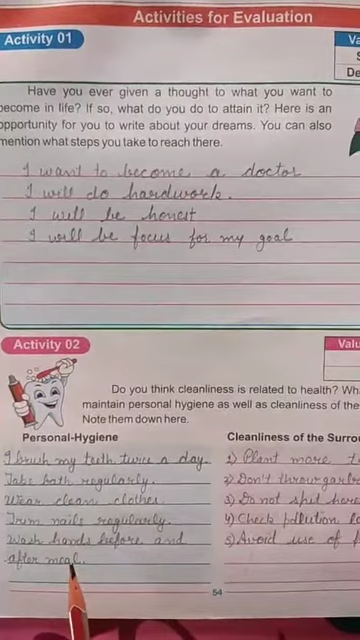 Activities for Evaluation
Activity 01
Have you ever given a thought to what you want to
become in life? If so, what do you do to attain it? Here is an
opportunity for you to write about your dreams. You can also
mention what steps you take to reach there.
I want to become a doctor
I will do hardwork.
I will be honest
I will be focus for my goal
Activity 02
Do you think cleanliness is related to health?
maintain personal hygiene as well as cleanliness of the
Note them down here.
Personal-Hygiene
I brush my teeth twice a day.
Take bath regularly.
Wear clean clothes.
Trim nails regularly.
Wash hands before and
after meal.
Cleanliness of the
1) Plant more
2) Don't throw
3) Do not spit here
4) Check pollution
5) Avoid use of
54